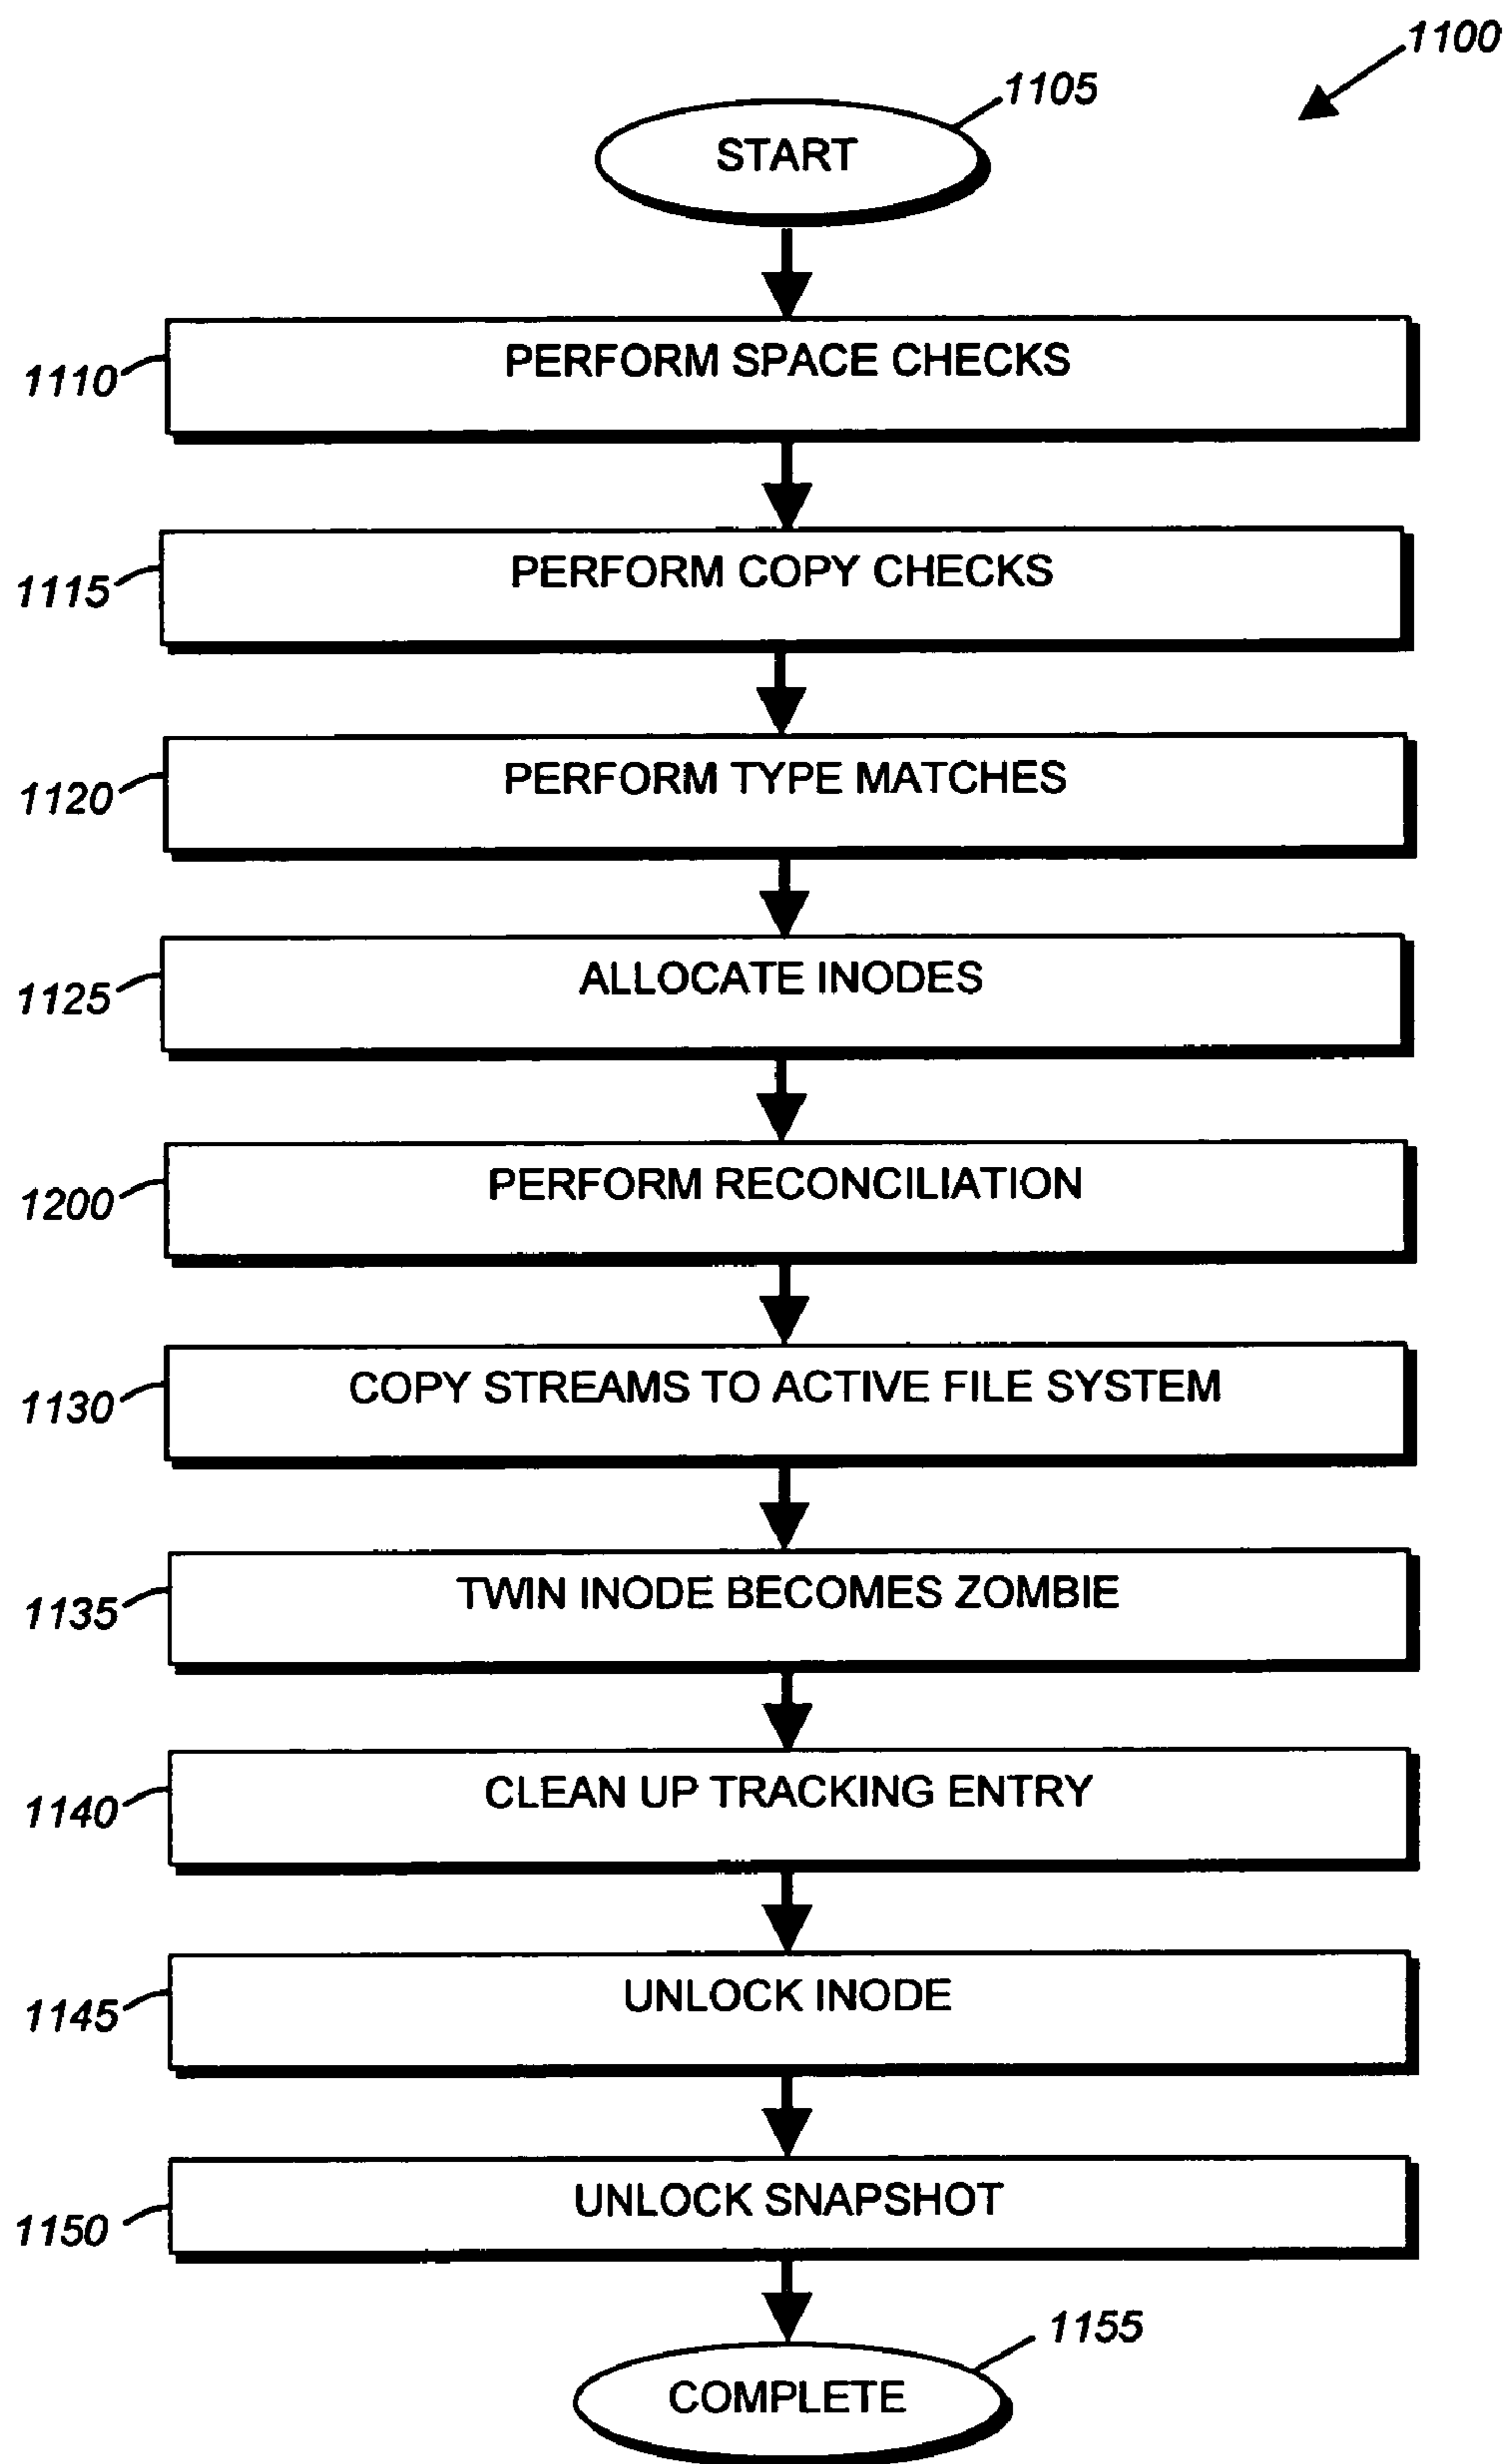 1100
1105
START
PERFORM SPACE CHECKS
1110
PERFORM COPY CHECKS
1115
PERFORM TYPE MATCHES
1120
ALLOCATE INODES
1125
PERFORM RECONCILIATION
1200
COPY STREAMS TO ACTIVE FILE SYSTEM
1130
TWIN INODE BECOMES ZOMBIE
1135
CLEAN UP TRACKING ENTRY
1140
UNLOCK INODE
1145
UNLOCK SNAPSHOT
1150
1155
COMPLETE